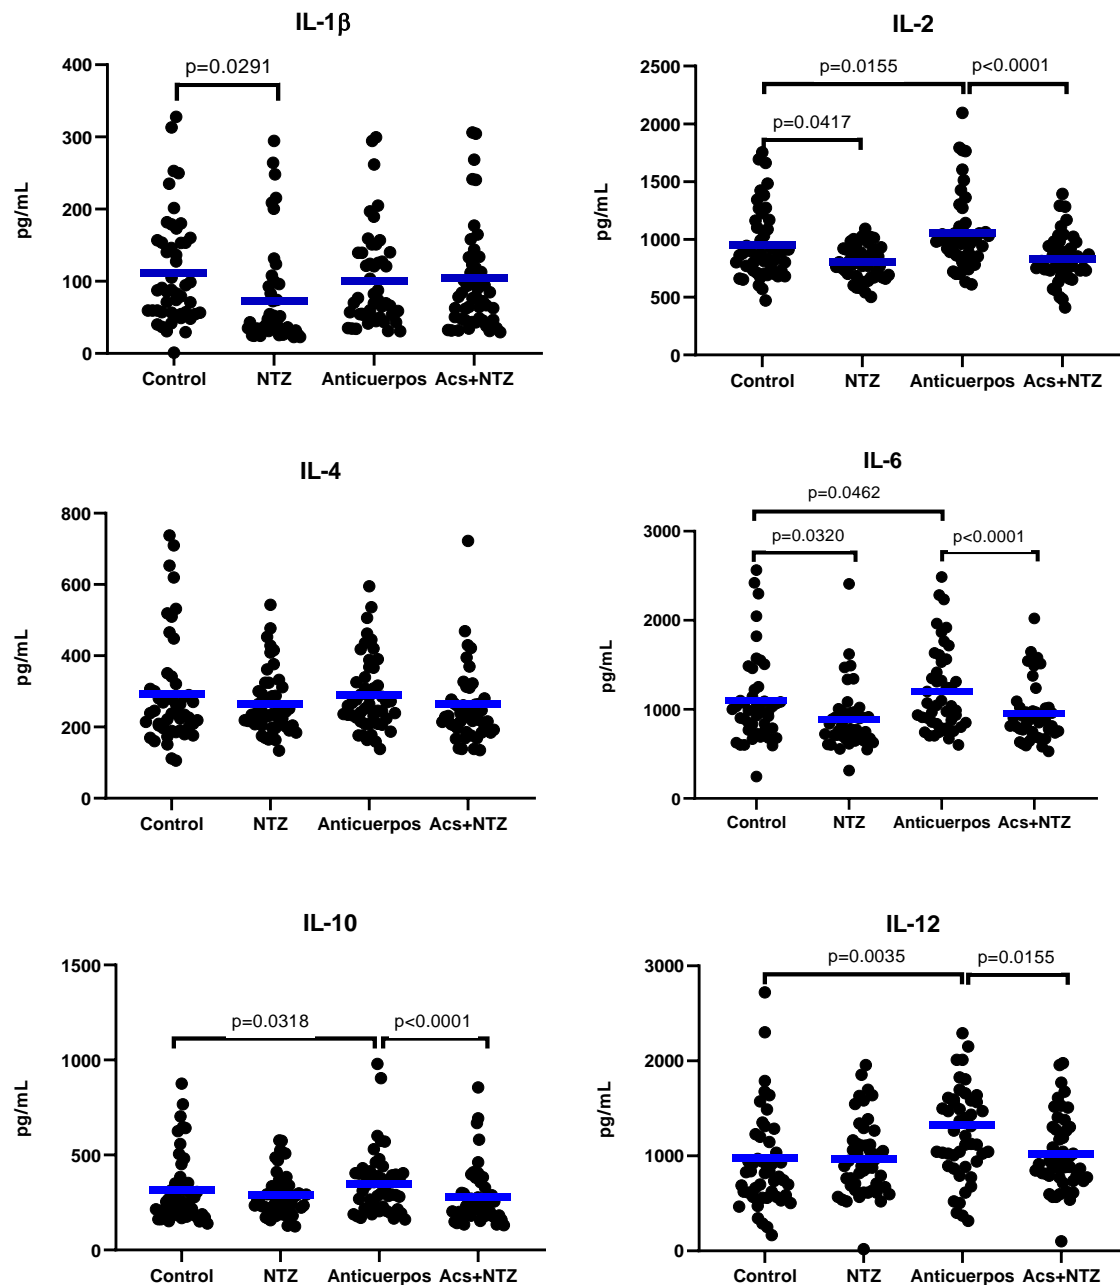 IL-1β
p=0.0291
400
300
200
100
0
pg/mL
Control NTZ Anticuerpos Acs+NTZ
IL-2
p=0.0155 p<0.0001
p=0.0417
2500
2000
1500
1000
500
0
pg/mL
Control NTZ Anticuerpos Acs+NTZ
IL-4
800
600
400
200
0
pg/mL
Control NTZ Anticuerpos Acs+NTZ
IL-6
p=0.0462
p=0.0320 p<0.0001
3000
2000
1000
0
pg/mL
Control NTZ Anticuerpos Acs+NTZ
IL-10
p=0.0318 p<0.0001
1500
1000
500
0
pg/mL
Control NTZ Anticuerpos Acs+NTZ
IL-12
p=0.0035 p=0.0155
3000
2000
1000
0
pg/mL
Control NTZ Anticuerpos Acs+NTZ